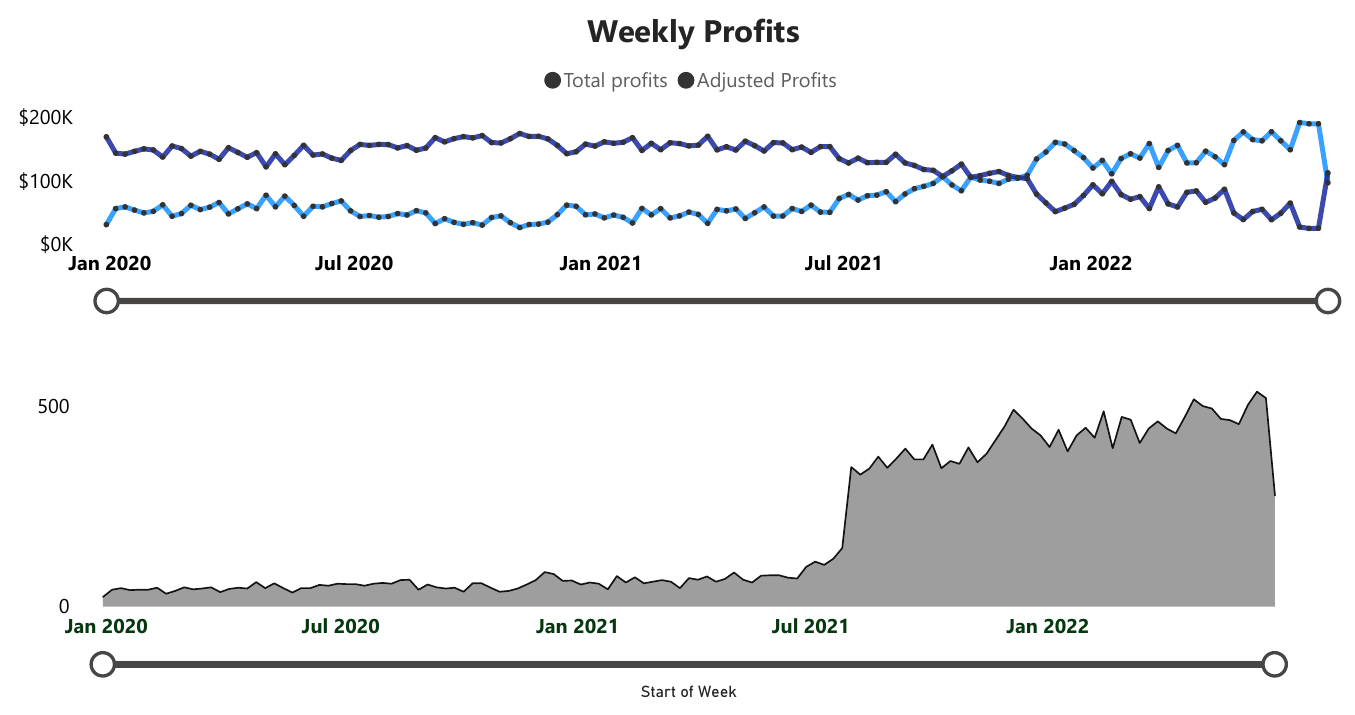 Weekly Profits
Total profits Adjusted Profits
$200K
$100K
$0K
Jan 2020 Jul 2020 Jan 2021 Jul 2021 Jan 2022
500
0
Jan 2020 Jul 2020 Jan 2021 Jul 2021 Jan 2022
Start of Week